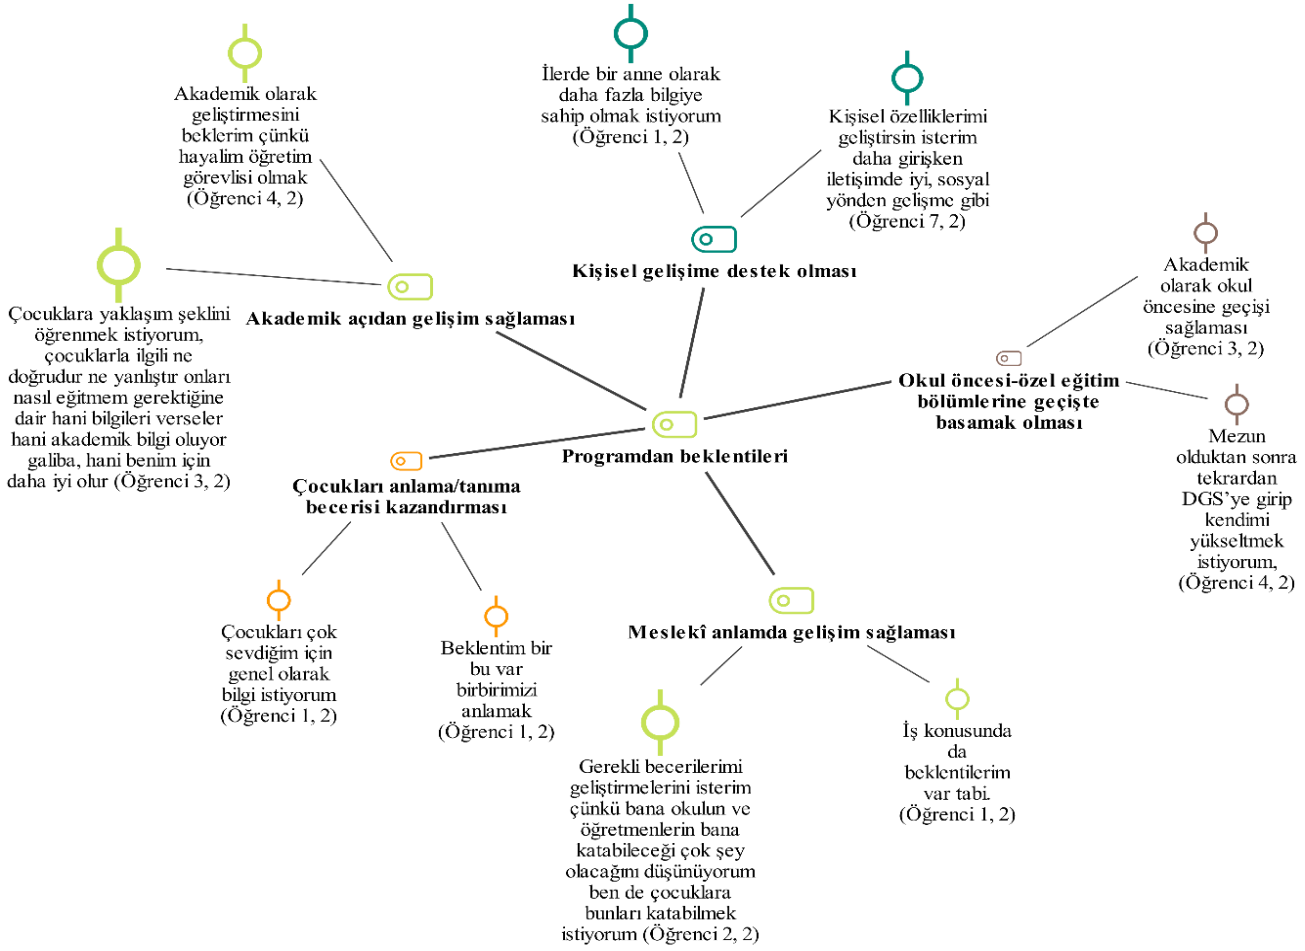 İlerde bir anne olarak
daha fazla bilgiye
sahip olmak istiyorum
(Öğrenci 1, 2)
Akademik olarak
geliştirmesini
beklerim çünkü
hayalim öğretim
görevlisi olmak
(Öğrenci 4, 2)
Kişisel özelliklerimi
geliştirsin isterim
daha girişken
iletişimde iyi, sosyal
yönden gelişme gibi
(Öğrenci 7, 2)
Kişisel gelişime destek olması
Akademik olarak okul
öncesine geçişi
sağlaması
(Öğrenci 3, 2)
Akademik açıdan gelişim sağlaması
Çocuklara yaklaşım şeklini
öğrenmek istiyorum,
çocuklarla ilgili ne
doğrudur ne yanlıştır onları
nasıl eğitmem gerektiğine
dair hani bilgileri verseler
hani akademik bilgi oluyor
galiba, hani benim için
daha iyi olur (Öğrenci 3, 2)
Okul öncesi-özel eğitim
bölümlerine geçişte
basamak olması
Programdan beklentileri
Mezun
olduktan sonra
tekrardan
DGS’ye girip
kendimi
yükseltmek
istiyorum,
(Öğrenci 4, 2)
Çocukları anlama/tanıma
becerisi kazandırması
Çocukları çok
sevdiğim için
genel olarak
bilgi istiyorum
(Öğrenci 1, 2)
Beklentim bir
bu var
birbirimizi
anlamak
(Öğrenci 1, 2)
Meslekî anlamda gelişim sağlaması
Gerekli becerilerimi
geliştirmelerini isterim
çünkü bana okulun ve
öğretmenlerin bana
katabileceği çok şey
olacağını düşünüyorum
ben de çocuklara
bunları katabilmek
istiyorum (Öğrenci 2, 2)
İş konusunda
da
beklentilerim
var tabi.
(Öğrenci 1, 2)